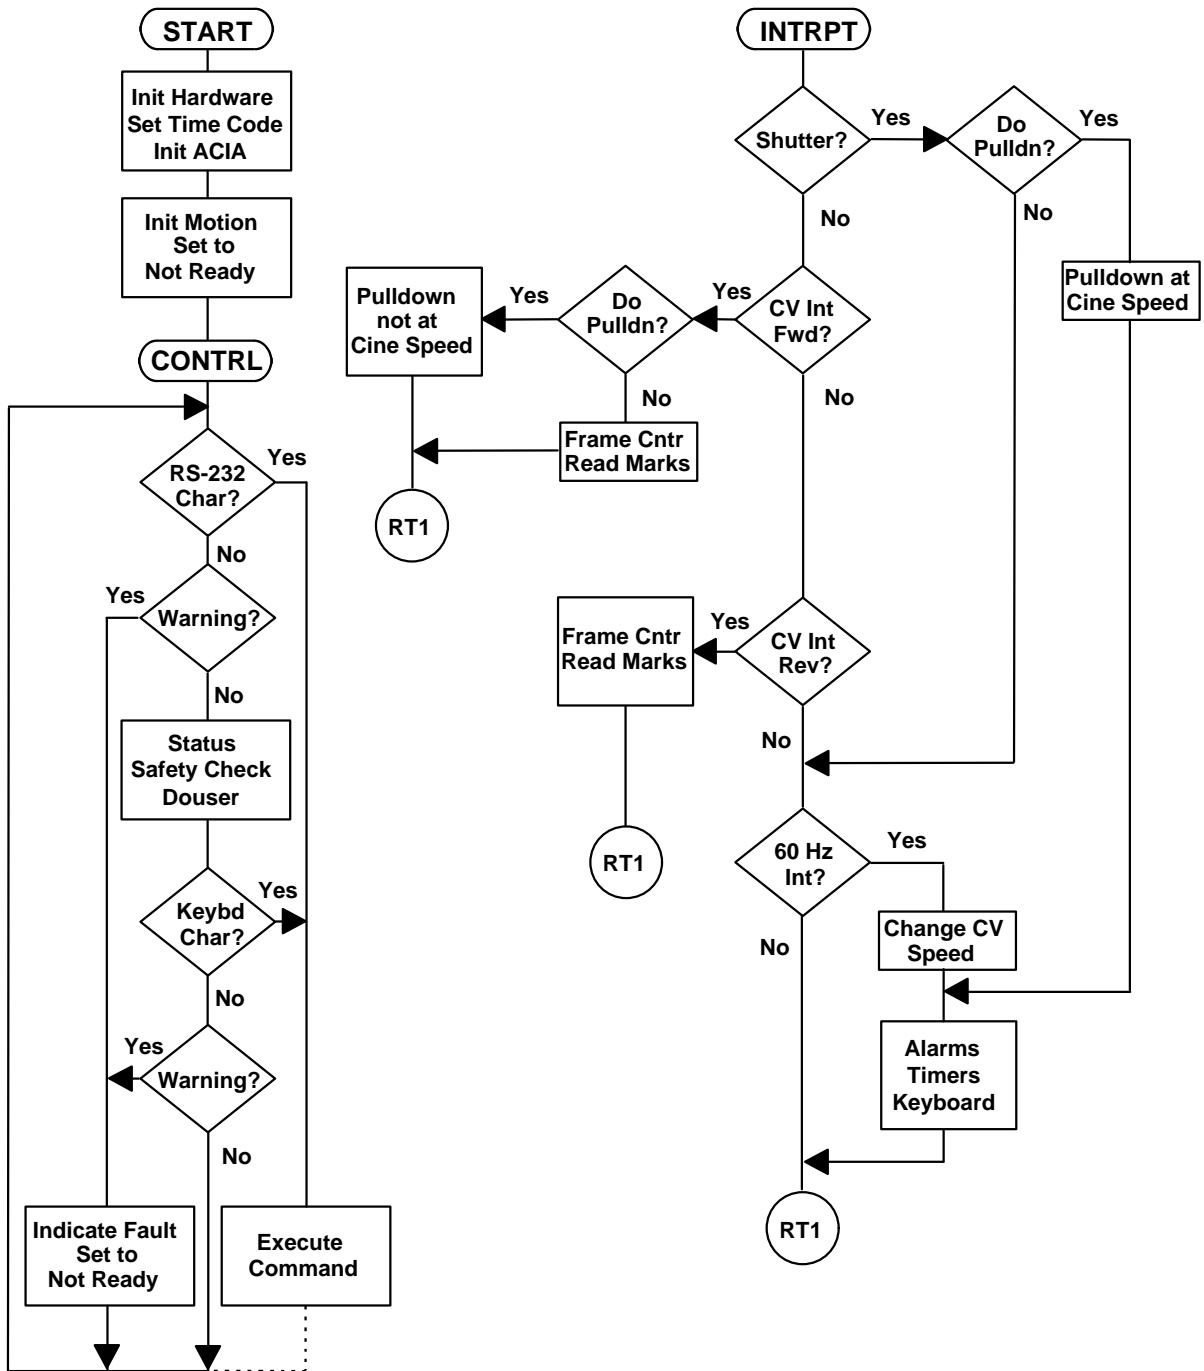 START
Init Hardware
Set Time Code
Init ACIA
Init Motion
Set to
Not Ready
CONTRL
RS-232
Char?
Yes
No
Warning?
Yes
No
Status
Safety Check
Douser
Keybd
Char?
Yes
No
Warning?
Yes
No
Indicate Fault
Set to
Not Ready
Execute
Command
INTRPT
Shutter?
Yes
No
Do
Pulldn?
Yes
No
Pulldown at
Cine Speed
CV Int
Fwd?
Yes
No
Do
Pulldn?
Yes
No
Pulldown
not at
Cine Speed
Frame Cntr
Read Marks
RT1
CV Int
Rev?
Yes
No
Frame Cntr
Read Marks
RT1
60 Hz
Int?
Yes
No
Change CV
Speed
Alarms
Timers
Keyboard
RT1